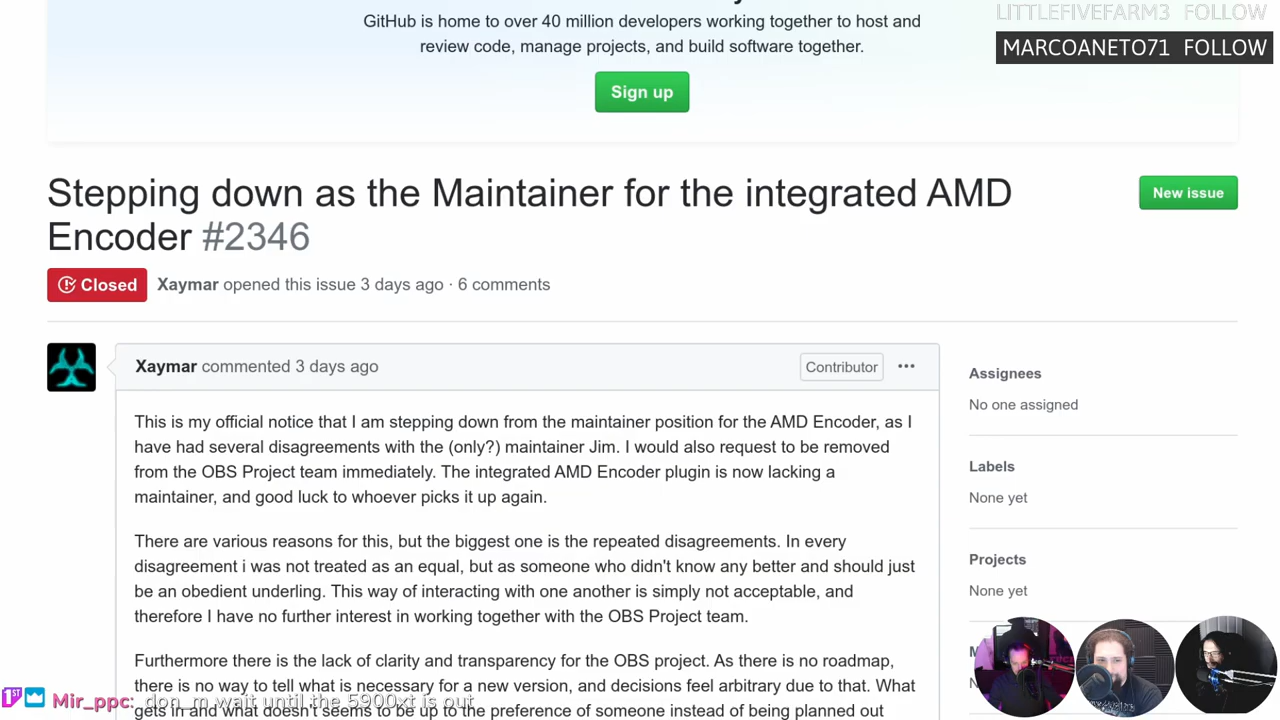 LITTLEFIVEFARM3 FOLLOW
GitHub is home to over 40 million developers working together to host and
MARCOANETO71 FOLLOW
review code, manage projects, and build software together.
Sign up
Stepping down as the Maintainer for the integrated AMD
Encoder #2346
New issue
Closed Xaymar opened this issue 3 days ago · 6 comments
Xaymar commented 3 days ago
Contributor
Assignees
No one assigned
This is my official notice that I am stepping down from the maintainer position for the AMD Encoder, as I
have had several disagreements with the (only?) maintainer Jim. I would also request to be removed
from the OBS Project team immediately. The integrated AMD Encoder plugin is now lacking a
maintainer, and good luck to whoever picks it up again.
Labels
None yet
There are various reasons for this, but the biggest one is the repeated disagreements. In every
disagreement i was not treated as an equal, but as someone who didn't know any better and should just
be an obedient underling. This way of interacting with one another is simply not acceptable, and
therefore I have no further interest in working together with the OBS Project team.
Projects
None yet
Furthermore there is the lack of clarity and transparency for the OBS project. As there is no roadmap,
there is no way to tell what is necessary for a new version, and decisions feel arbitrary due to that. What
gets in and what doesn't seems to be up to the preference of someone instead of being planned out
1ST Mir_ppc: don_m wait until the 5900xt is out